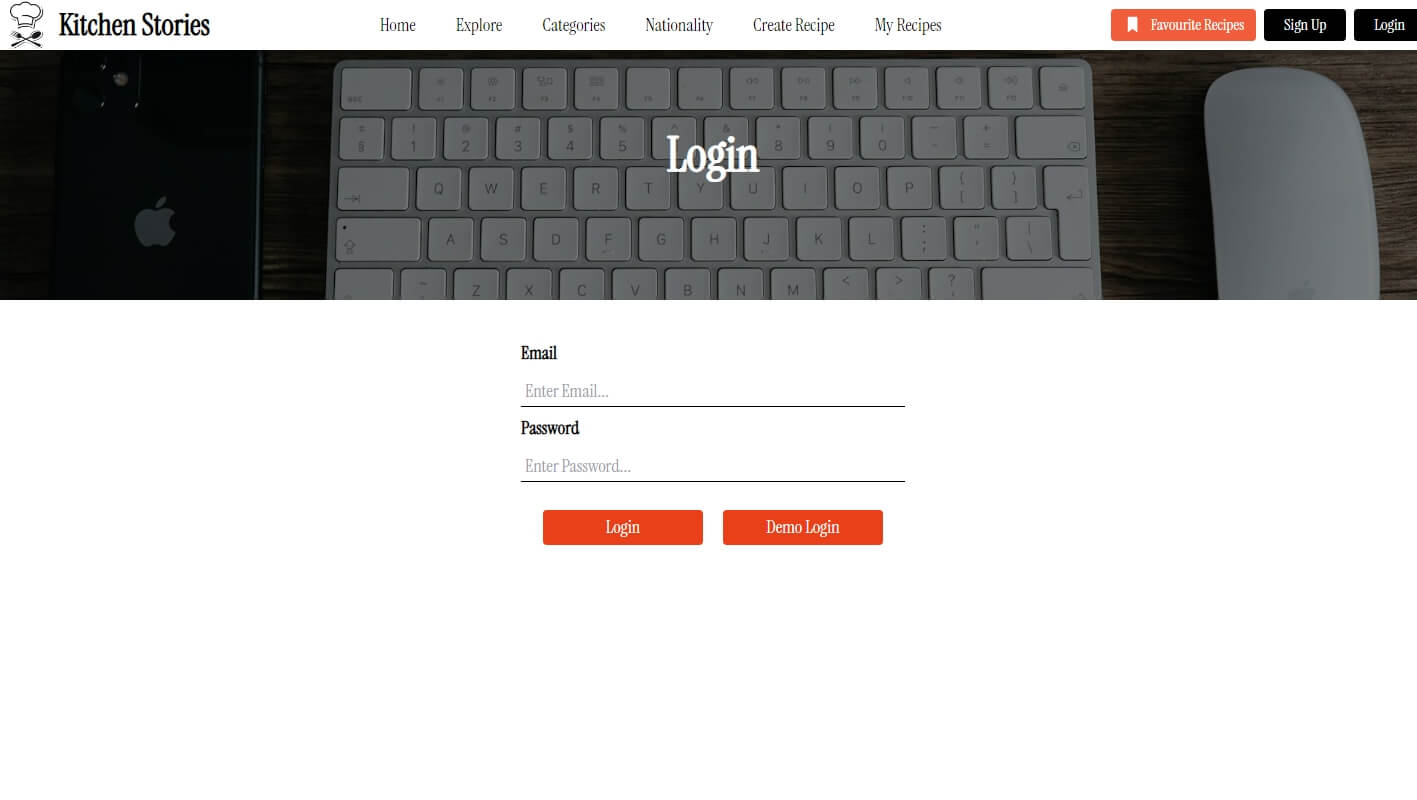 Kitchen Stories
Home Explore Categories Nationality Create Recipe My Recipes
Favourite Recipes Sign Up Login
Login
Q W E R T Y U I O P
A S D F G H J K L
Z X C V B N M
Email
Enter Email...
Password
Enter Password...
Login Demo Login